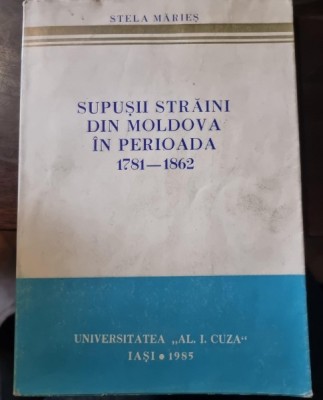 STELA MĂRIEȘ
SUPUȘII STRĂINI
DIN MOLDOVA
ÎN PERIOADA
1781—1862
UNIVERSITATEA „AL. I. CUZA“
IAȘI • 1985